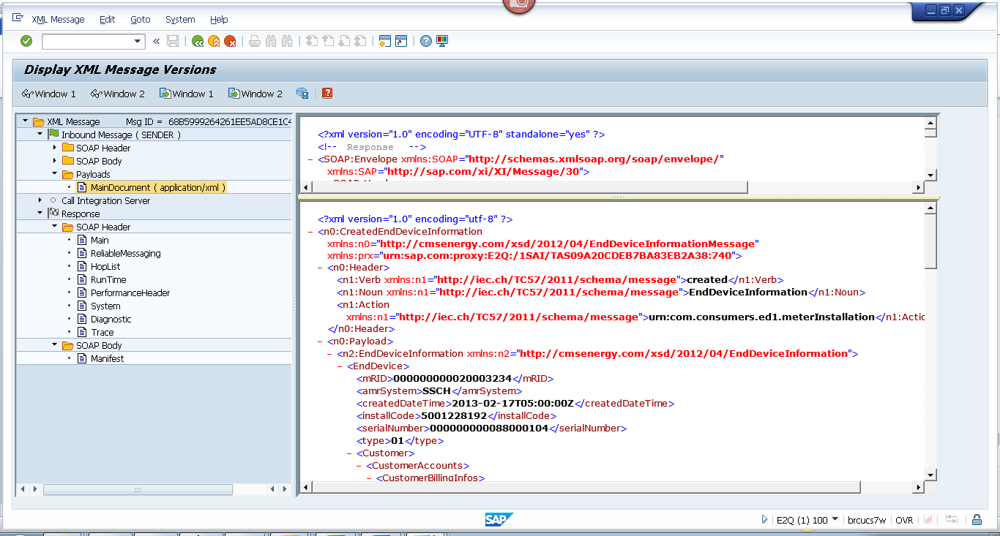 XML Message Edit Goto System Help
Display XML Message Versions
Window 1 Window 2 Window 1 Window 2
XML Message Msg ID = 68B5999264261EE5AD8CE1C4
Inbound Message ( SENDER )
SOAP Header
SOAP Body
Payloads
MainDocument ( application/xml )
Call Integration Server
Response
SOAP Header
Main
ReliableMessaging
HopList
RunTime
PerformanceHeader
System
Diagnostic
Trace
SOAP Body
Manifest
<?xml version="1.0" encoding="UTF-8" standalone="yes" ?>
<!-- Response -->
- <SOAP:Envelope xmlns:SOAP="http://schemas.xmlsoap.org/soap/envelope/"
xmlns:SAP="http://sap.com/xi/XI/Message/30">
<?xml version="1.0" encoding="utf-8" ?>
- <n0:CreatedEndDeviceInformation
xmlns:n0="http://cmsenergy.com/xsd/2012/04/EndDeviceInformationMessage"
xmlns:prx="urn:sap.com:proxy:E2Q:/1SAI/TAS09A20CDEB7BA83EB2A38:740">
- <n0:Header>
<n1:Verb xmlns:n1="http://iec.ch/TC57/2011/schema/message">created</n1:Verb>
<n1:Noun xmlns:n1="http://iec.ch/TC57/2011/schema/message">EndDeviceInformation</n1:Noun>
<n1:Action
xmlns:n1="http://iec.ch/TC57/2011/schema/message">urn:com.consumers.ed1.meterInstallation</n1:Actic
</n0:Header>
- <n0:Payload>
- <n2:EndDeviceInformation xmlns:n2="http://cmsenergy.com/xsd/2012/04/EndDeviceInformation">
- <EndDevice>
<mRID>000000000020003234</mRID>
<amrSystem>SSCH</amrSystem>
<createdDateTime>2013-02-17T05:00:00Z</createdDateTime>
<installCode>5001228192</installCode>
<serialNumber>000000000088000104</serialNumber>
<type>01</type>
- <Customer>
- <CustomerAccounts>
- <CustomerBillingInfos>
SAP
E2Q (1) 100 brcucs7w OVR